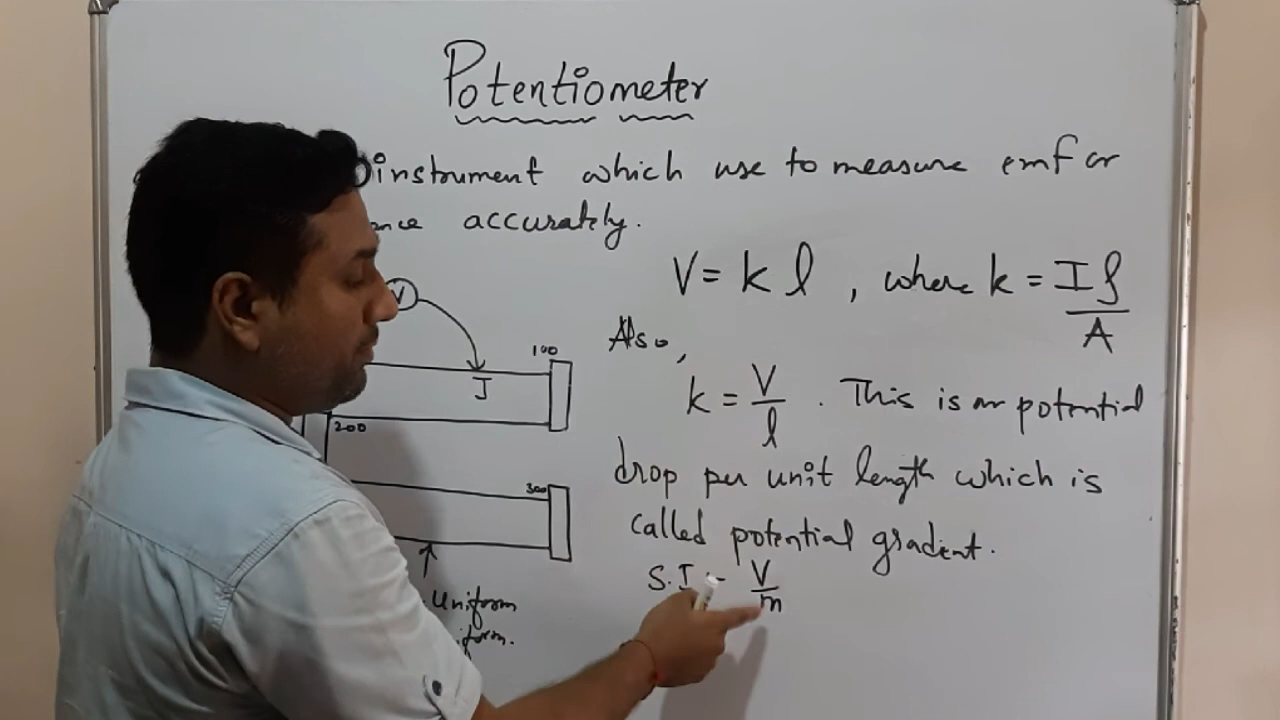 Potentiometer
instrument which use to measure emf or
accurately.
V = k l , where k = Iρ/A
Also,
k = V/l . This is an potential
drop per unit length which is
called potential gradient.
S.I :- V/m
V
100
J
200
300
Uniform